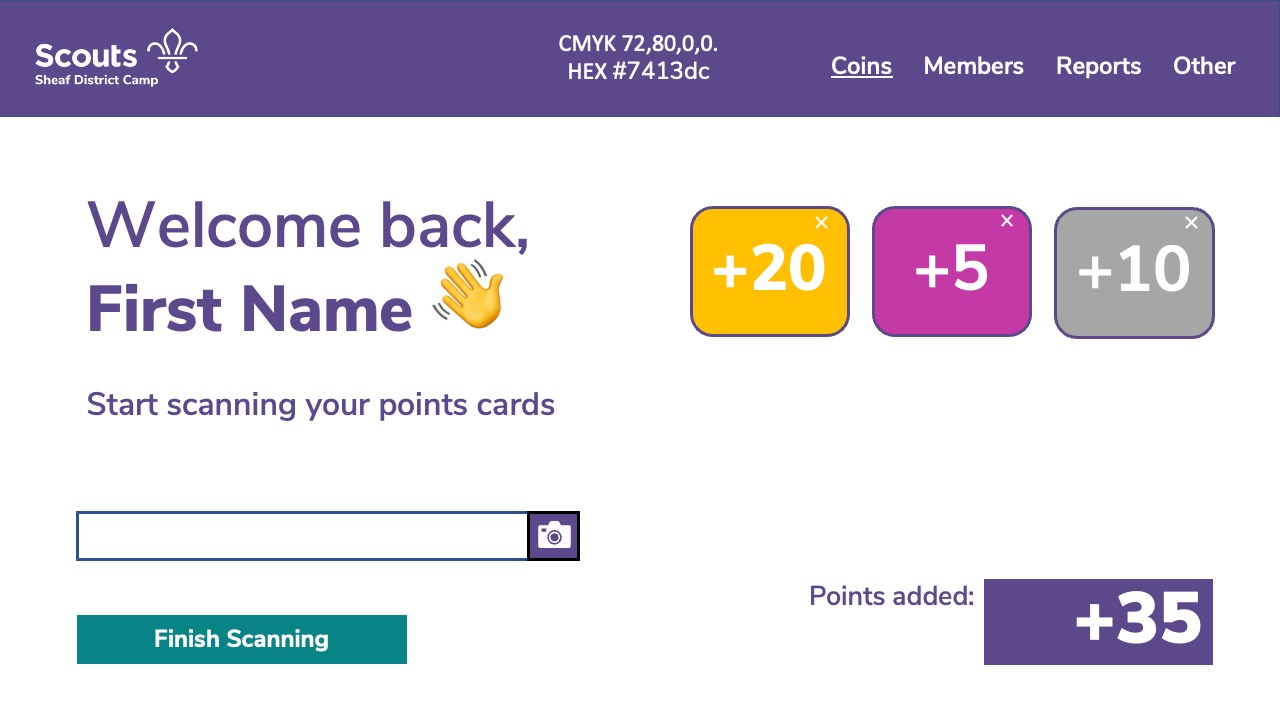 Scouts
Sheaf District Camp
CMYK 72,80,0,0.
HEX #7413dc
Coins Members Reports Other
Welcome back,
First Name 👋
Start scanning your points cards
+20 +5 +10
Finish Scanning
Points added: +35